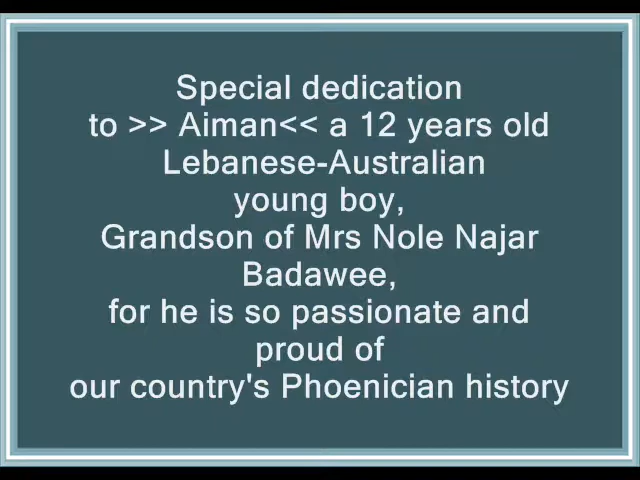 Special dedication
to >> Aiman<< a 12 years old
Lebanese-Australian
young boy,
Grandson of Mrs Nole Najar
Badawee,
for he is so passionate and
proud of
our country's Phoenician history